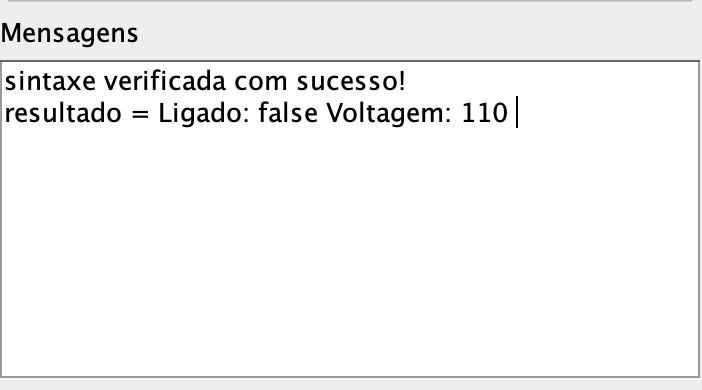 Mensagens
sintaxe verificada com sucesso!
resultado = Ligado: false Voltagem: 110